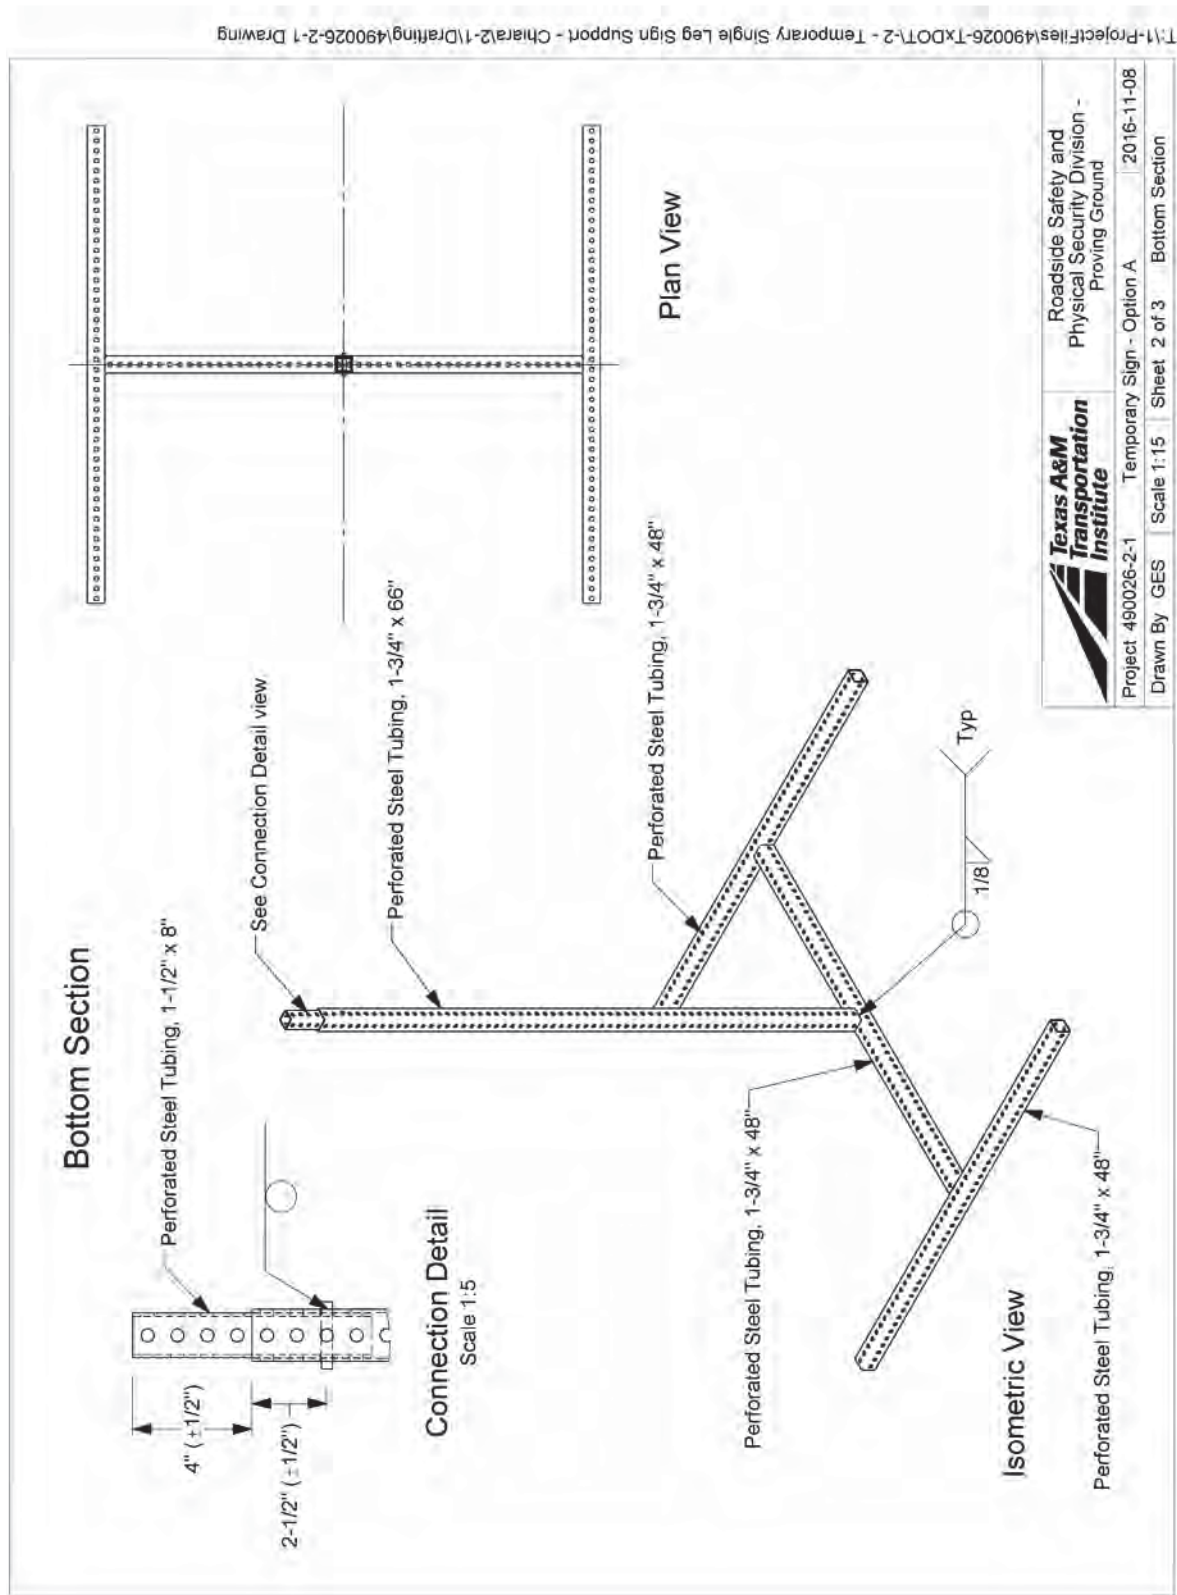 T:\1-ProjectFiles\490026-TxDOT\-2 - Temporary Single Leg Sign Support - Chiara\2-1\Drafting\490026-2-1 Drawing
Bottom Section
Perforated Steel Tubing, 1-1/2" x 8"
See Connection Detail view.
Perforated Steel Tubing, 1-3/4" x 66"
4" (±1/2")
2-1/2" (±1/2")
Connection Detail
Scale 1:5
Plan View
Perforated Steel Tubing, 1-3/4" x 48"
Perforated Steel Tubing, 1-3/4" x 48"
1/8
Typ
Isometric View
Perforated Steel Tubing, 1-3/4" x 48"
Texas A&M
Transportation
Institute
Roadside Safety and
Physical Security Division -
Proving Ground
Project 490026-2-1 Temporary Sign - Option A 2016-11-08
Drawn By GES Scale 1:15 Sheet 2 of 3 Bottom Section